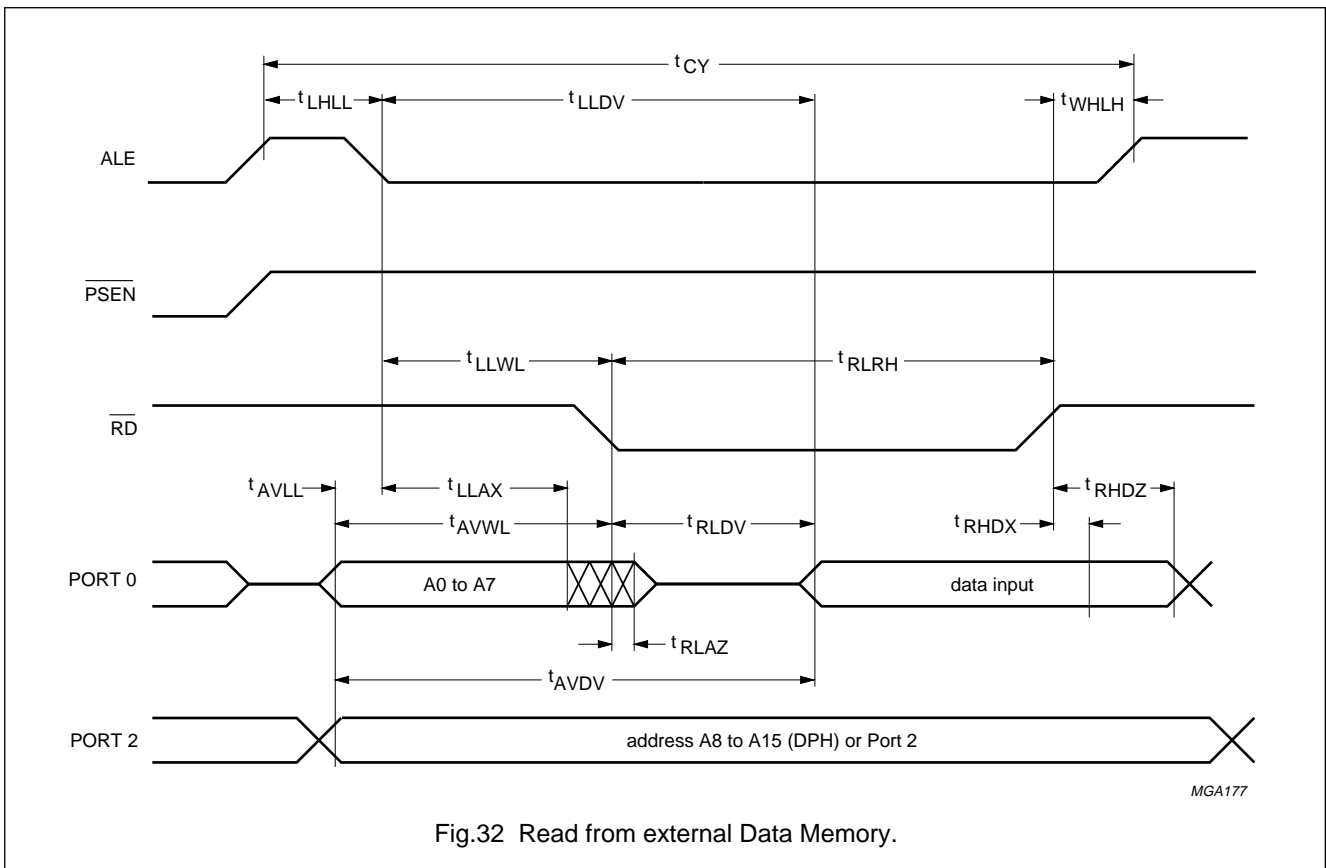 tCY
tLHLL
tLLDV
tWHLH
ALE
PSEN
tLLWL
tRLRH
RD
tAVLL
tLLAX
tRHDZ
tAVWL
tRLDV
tRHDX
PORT 0
A0 to A7
data input
tRLAZ
tAVDV
PORT 2
address A8 to A15 (DPH) or Port 2
MGA177
Fig.32 Read from external Data Memory.